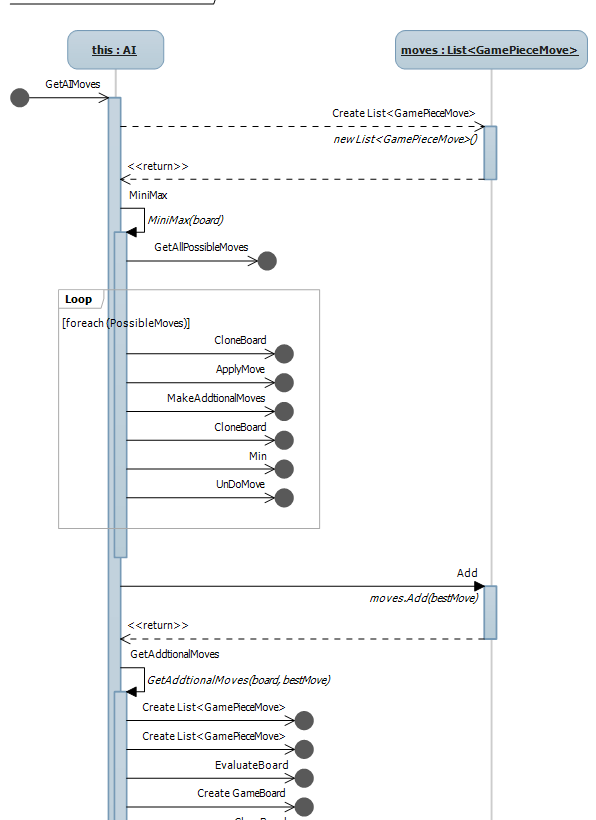 this : AI
moves : List<GamePieceMove>
GetAIMoves
Create List<GamePieceMove>
new List<GamePieceMove>()
<<return>>
MiniMax
MiniMax(board)
GetAllPossibleMoves
Loop
[foreach (PossibleMoves)]
CloneBoard
ApplyMove
MakeAddtionalMoves
CloneBoard
Min
UnDoMove
Add
moves.Add(bestMove)
<<return>>
GetAddtionalMoves
GetAddtionalMoves(board, bestMove)
Create List<GamePieceMove>
Create List<GamePieceMove>
EvaluateBoard
Create GameBoard